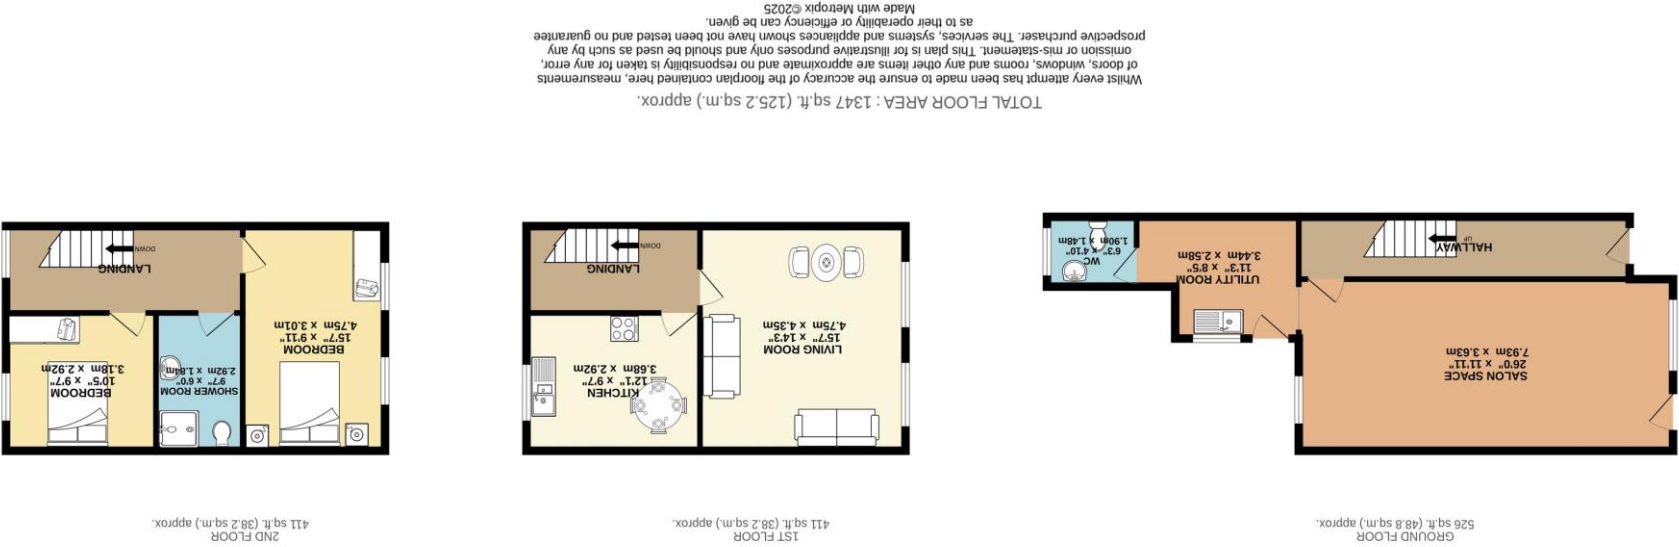 GROUND FLOOR
526 sq.ft. (48.8 sq.m.) approx.
1ST FLOOR
411 sq.ft. (38.2 sq.m.) approx.
2ND FLOOR
411 sq.ft. (38.2 sq.m.) approx.
SALON SPACE
26'0" x 11'11"
7.93m x 3.63m
HALLWAY
UP
UTILITY ROOM
11'3" x 8'5"
3.44m x 2.58m
WC
6'3" x 4'10"
1.90m x 1.48m
LIVING ROOM
15'7" x 14'3"
4.75m x 4.35m
KITCHEN
12'1" x 9'7"
3.68m x 2.92m
LANDING
DOWN
BEDROOM
15'7" x 9'11"
4.75m x 3.01m
SHOWER ROOM
9'7" x 6'0"
2.92m x 1.84m
BEDROOM
10'5" x 9'7"
3.18m x 2.92m
LANDING
DOWN
TOTAL FLOOR AREA : 1347 sq.ft. (125.2 sq.m.) approx.
Whilst every attempt has been made to ensure the accuracy of the floorplan contained here, measurements
of doors, windows, rooms and any other items are approximate and no responsibility is taken for any error,
omission or mis-statement. This plan is for illustrative purposes only and should be used as such by any
prospective purchaser. The services, systems and appliances shown have not been tested and no guarantee
as to their operability or efficiency can be given.
Made with Metropix ©2025